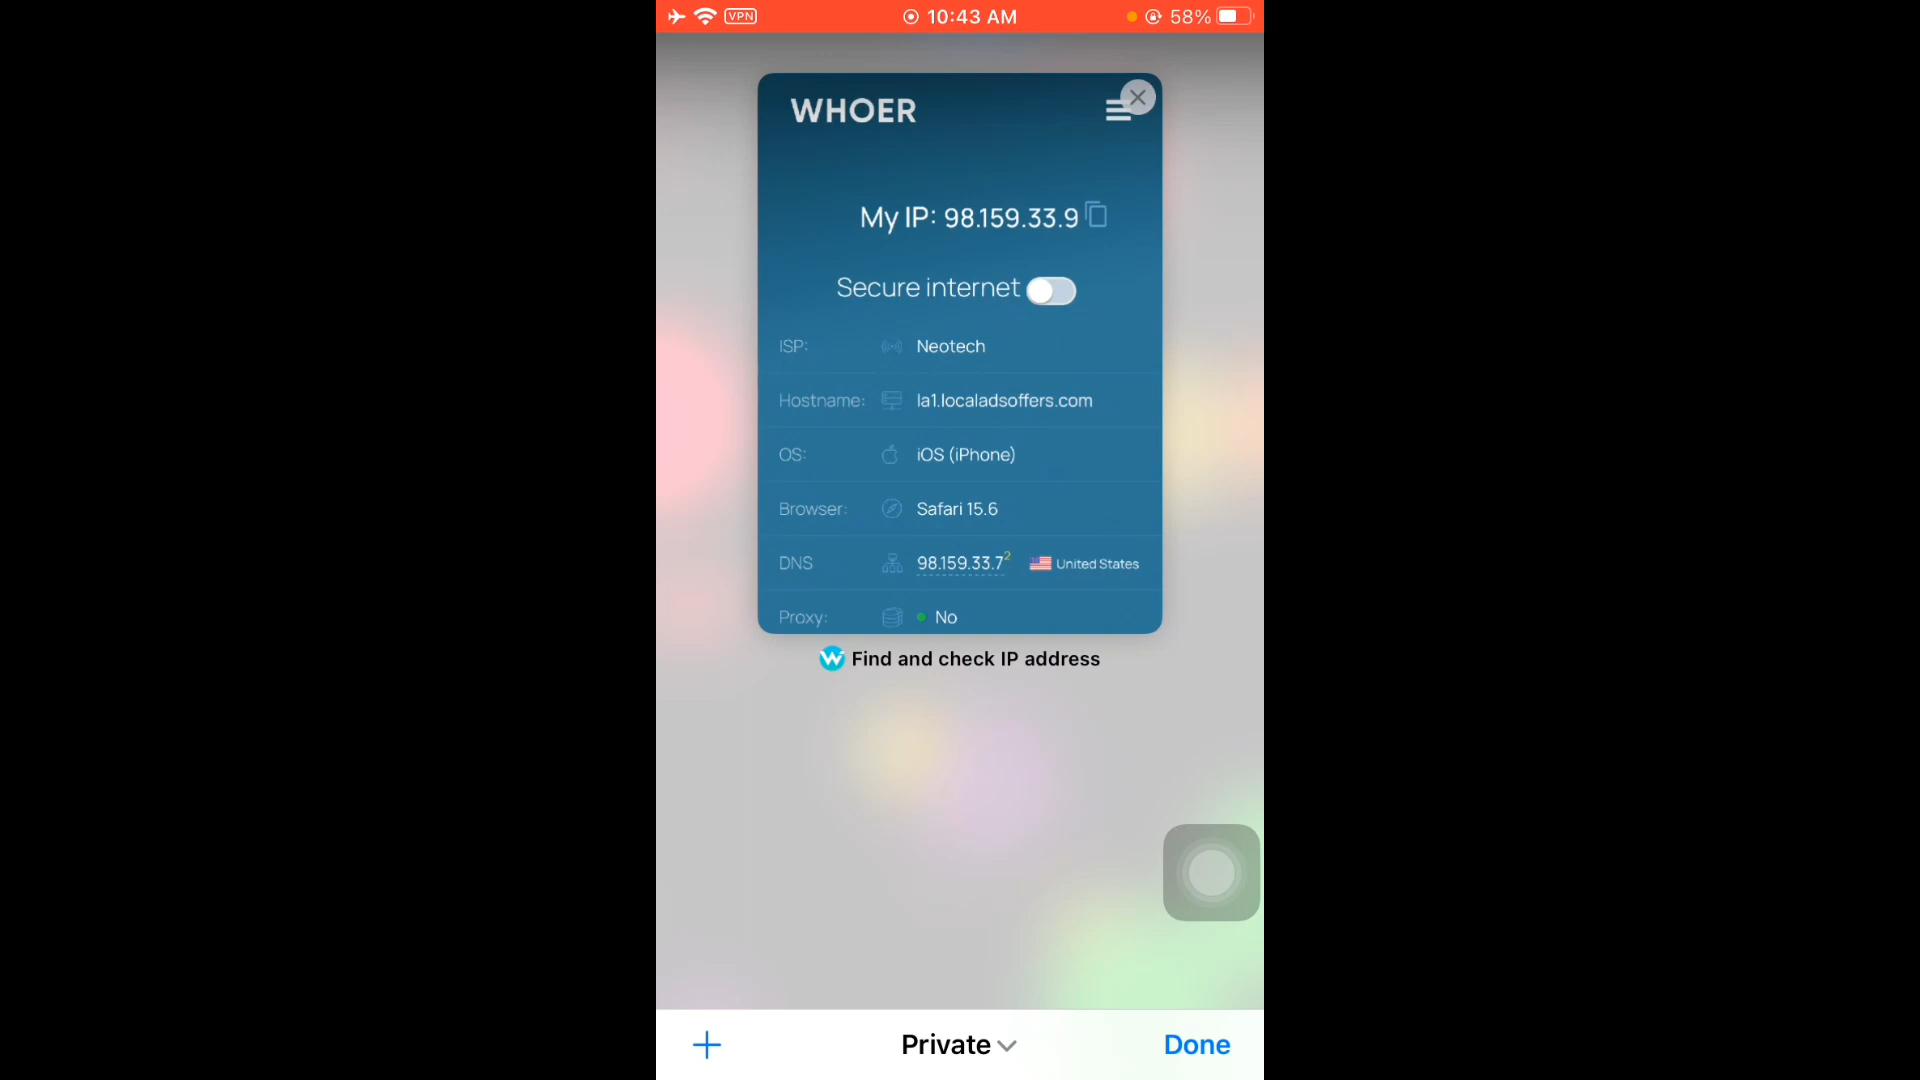 VPN 10:43 AM 58%
WHOER
My IP: 98.159.33.9
Secure internet
ISP: Neotech
Hostname: la1.localadsoffers.com
OS: iOS (iPhone)
Browser: Safari 15.6
DNS 98.159.33.7² United States
Proxy: No
Find and check IP address
Private Done